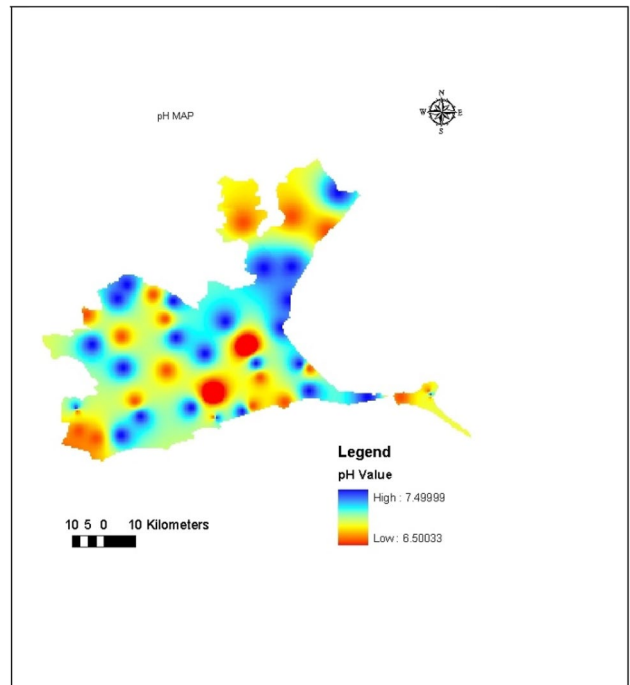 pH MAP
N
W E
S
Legend
pH Value
High : 7.49999
Low : 6.50033
10 5 0 10 Kilometers